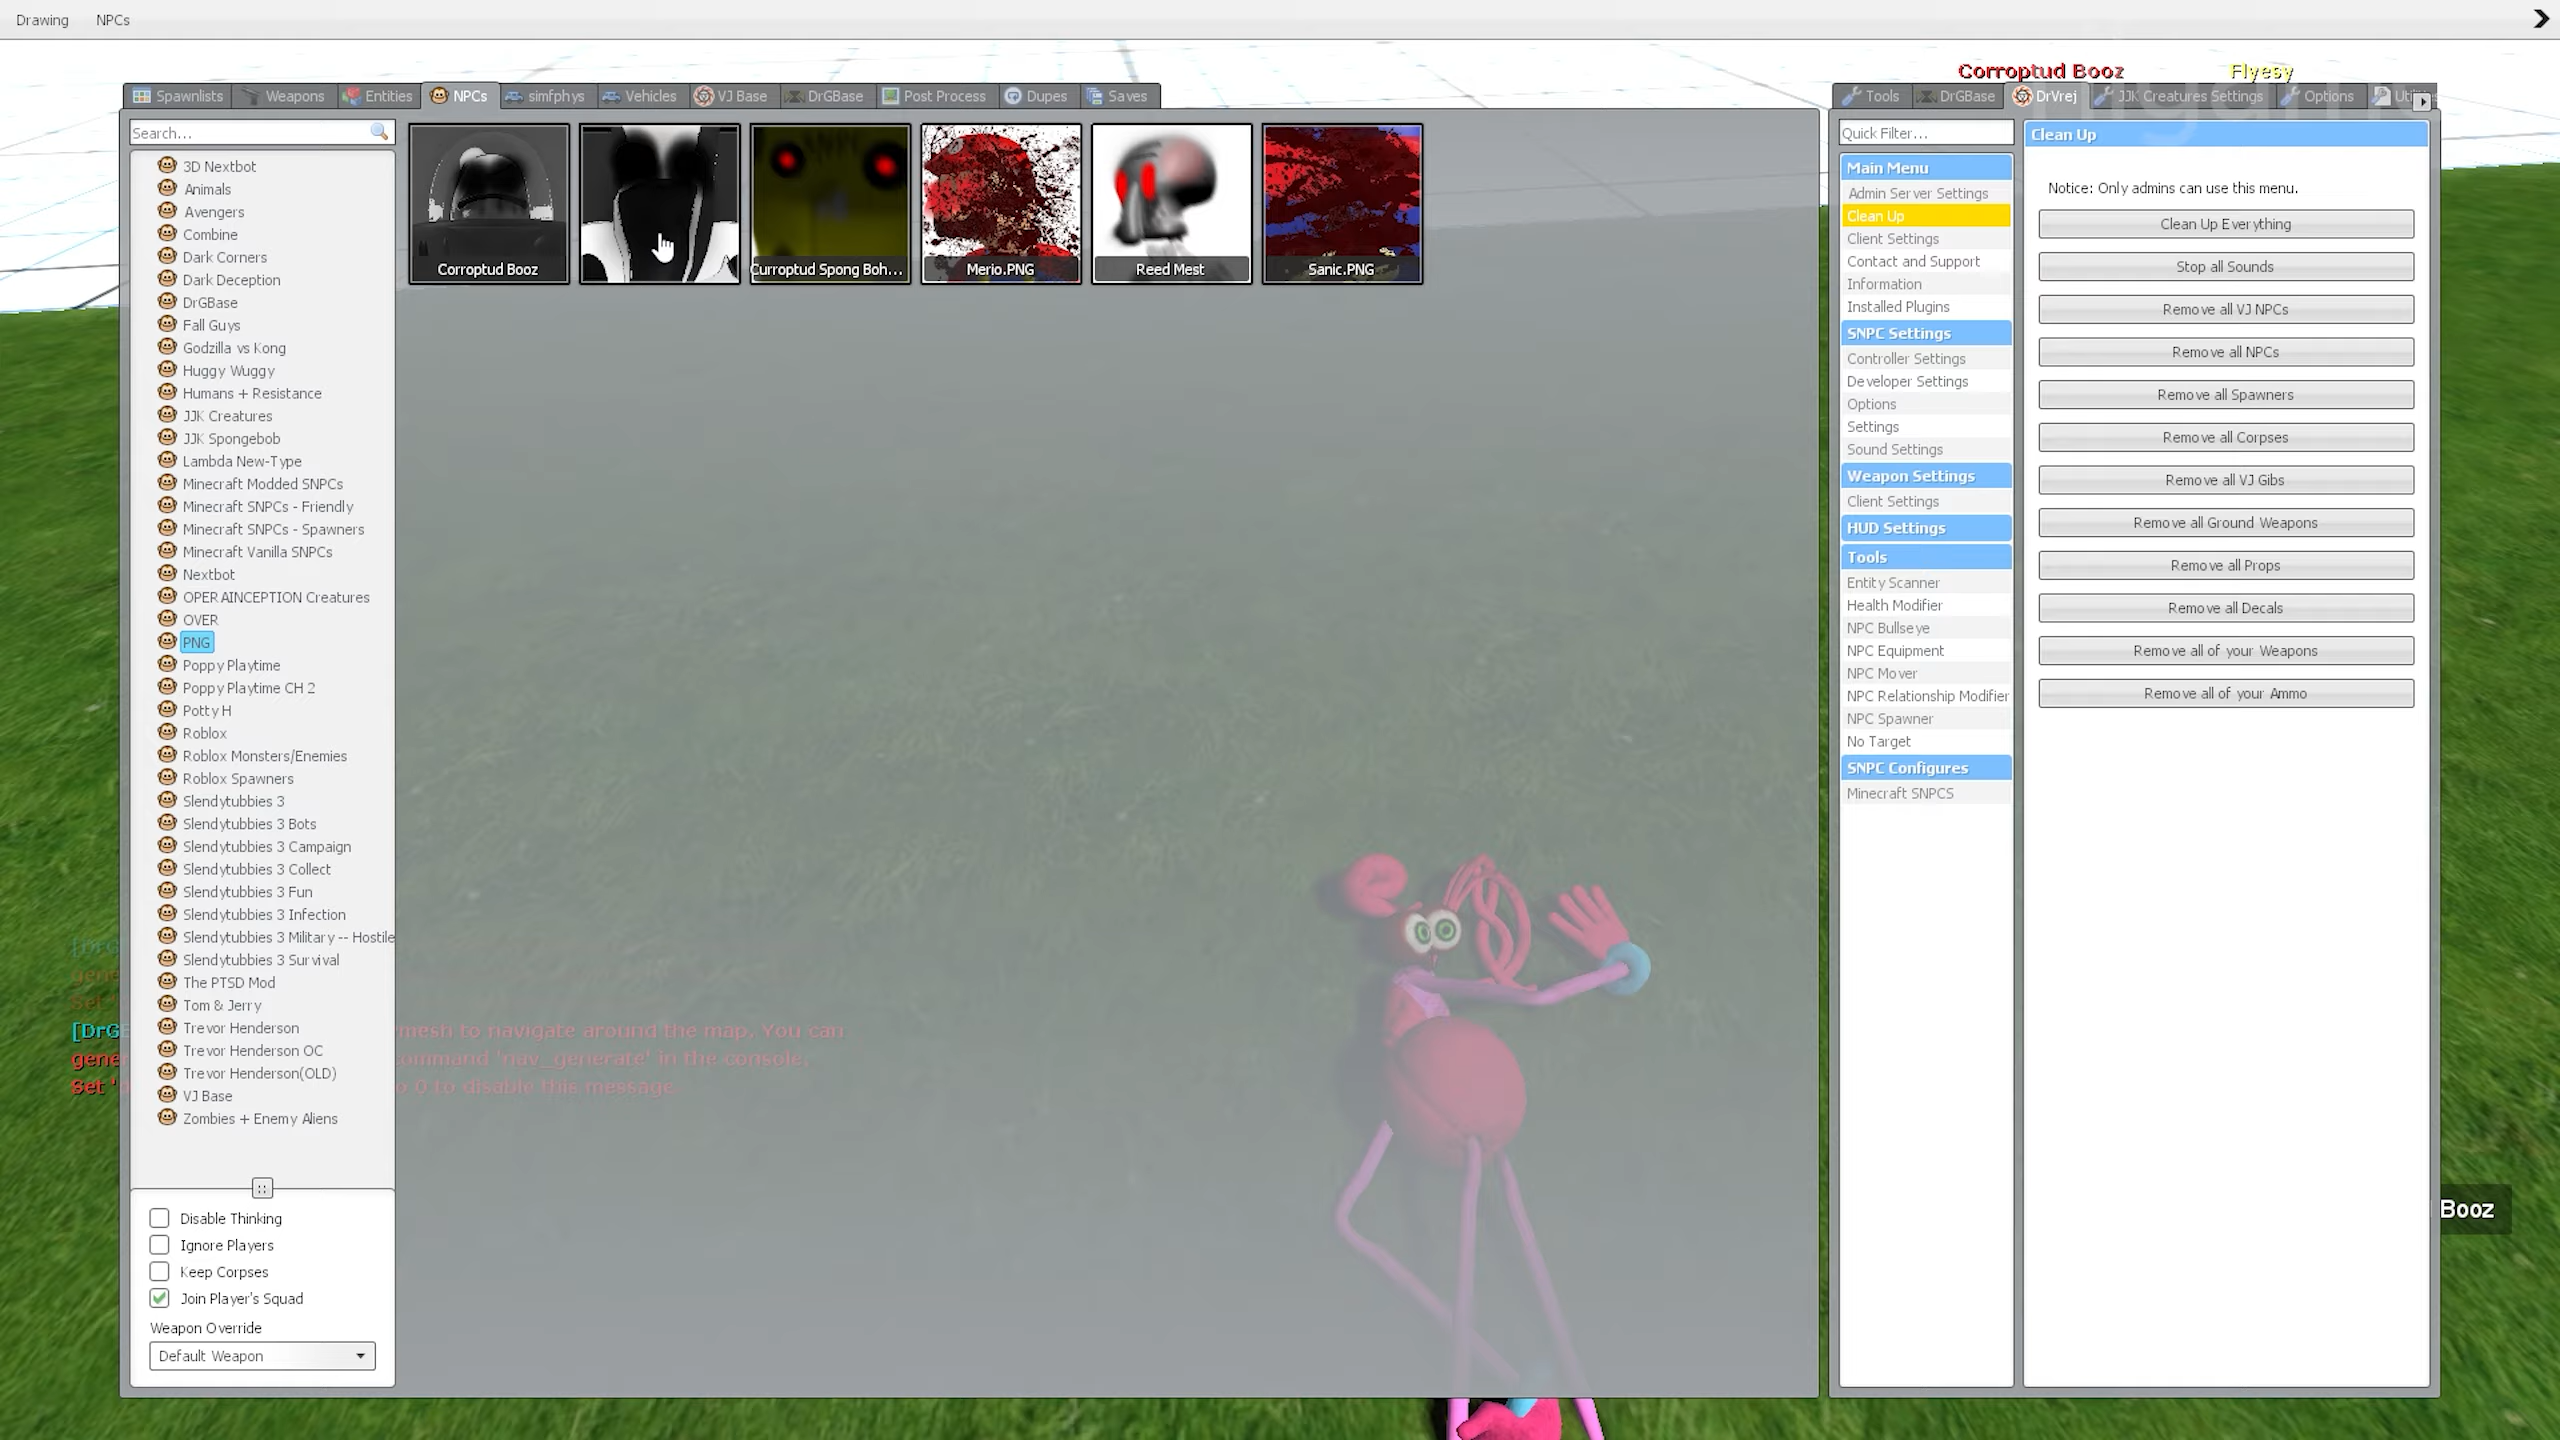 Drawing NPCs
Corroptud Booz Flyesy
Spawnlists Weapons Entities NPCs simfphys Vehicles VJ Base DrGBase Post Process Dupes Saves
Tools DrGBase DrVrej JJK Creatures Settings Options
Search...
3D Nextbot
Animals
Avengers
Combine
Dark Corners
Dark Deception
DrGBase
Fall Guys
Godzilla vs Kong
Huggy Wuggy
Humans + Resistance
JJK Creatures
JJK Spongebob
Lambda New-Type
Minecraft Modded SNPCs
Minecraft SNPCs - Friendly
Minecraft SNPCs - Spawners
Minecraft Vanilla SNPCs
Nextbot
OPERAINCEPTION Creatures
OVER
PNG
Poppy Playtime
Poppy Playtime CH 2
Potty H
Roblox
Roblox Monsters/Enemies
Roblox Spawners
Slendytubbies 3
Slendytubbies 3 Bots
Slendytubbies 3 Campaign
Slendytubbies 3 Collect
Slendytubbies 3 Fun
Slendytubbies 3 Infection
Slendytubbies 3 Military -- Hostile
Slendytubbies 3 Survival
The PTSD Mod
Tom & Jerry
Trevor Henderson
Trevor Henderson OC
Trevor Henderson(OLD)
VJ Base
Zombies + Enemy Aliens
Disable Thinking
Ignore Players
Keep Corpses
Join Player's Squad
Weapon Override
Default Weapon
Corroptud Booz
Curroptud Spong Boh...
Merio.PNG
Reed Mest
Sanic.PNG
mesh to navigate around the map. You can
command 'nav_generate' in the console.
Set ' o 0 to disable this message.
Quick Filter...
Main Menu
Admin Server Settings
Clean Up
Client Settings
Contact and Support
Information
Installed Plugins
SNPC Settings
Controller Settings
Developer Settings
Options
Settings
Sound Settings
Weapon Settings
Client Settings
HUD Settings
Tools
Entity Scanner
Health Modifier
NPC Bullseye
NPC Equipment
NPC Mover
NPC Relationship Modifier
NPC Spawner
No Target
SNPC Configures
Minecraft SNPCS
Clean Up
Notice: Only admins can use this menu.
Clean Up Everything
Stop all Sounds
Remove all VJ NPCs
Remove all NPCs
Remove all Spawners
Remove all Corpses
Remove all VJ Gibs
Remove all Ground Weapons
Remove all Props
Remove all Decals
Remove all of your Weapons
Remove all of your Ammo
Booz